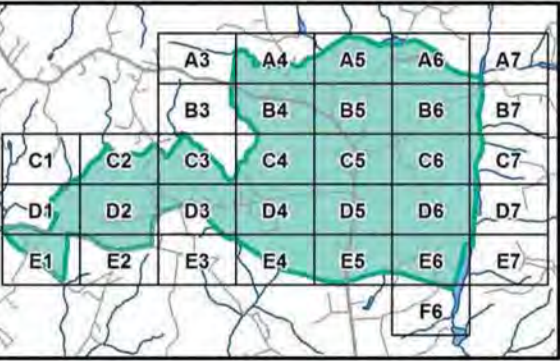 A3 A4 A5 A6 A7
B3 B4 B5 B6 B7
C1 C2 C3 C4 C5 C6 C7
D1 D2 D3 D4 D5 D6 D7
E1 E2 E3 E4 E5 E6 E7
F6